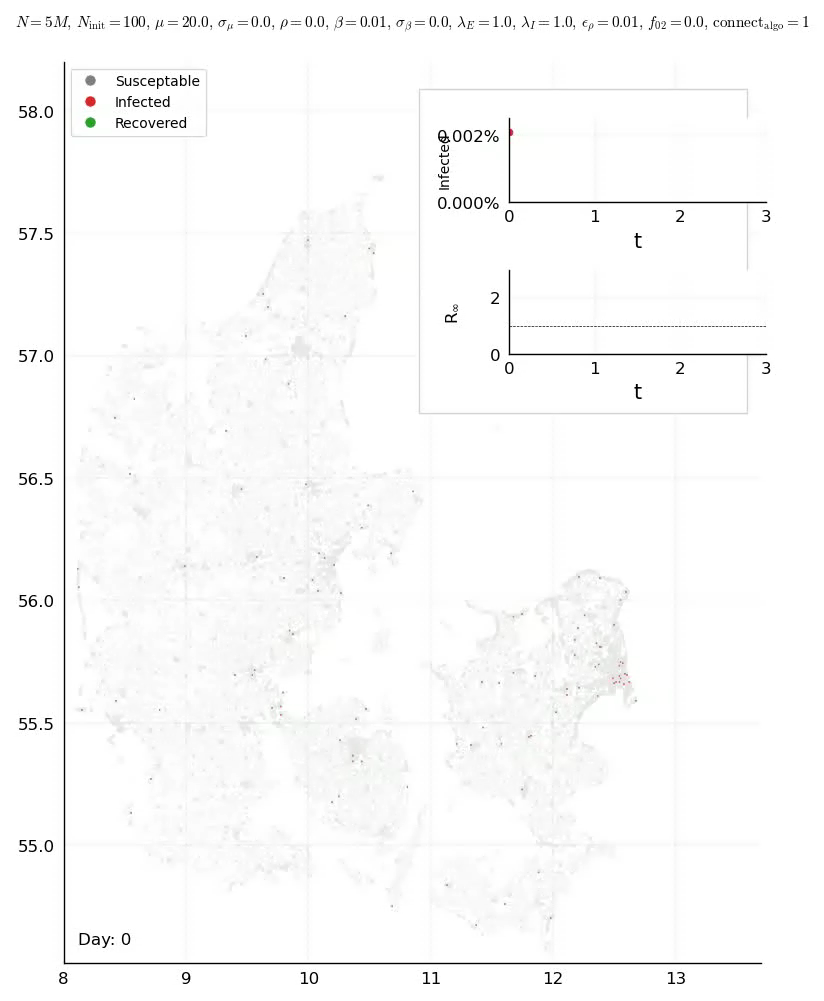 N = 5M, N_init = 100, μ = 20.0, σ_μ = 0.0, ρ = 0.0, β = 0.01, σ_β = 0.0, λ_E = 1.0, λ_I = 1.0, ϵ_ρ = 0.01, f_02 = 0.0, connect_algo = 1
58.0
57.5
57.0
56.5
56.0
55.5
55.0
Susceptable
Infected
Recovered
Infected
0.002%
0.000%
0 1 2 3
t
R∞
2
0
0 1 2 3
t
Day: 0
8 9 10 11 12 13